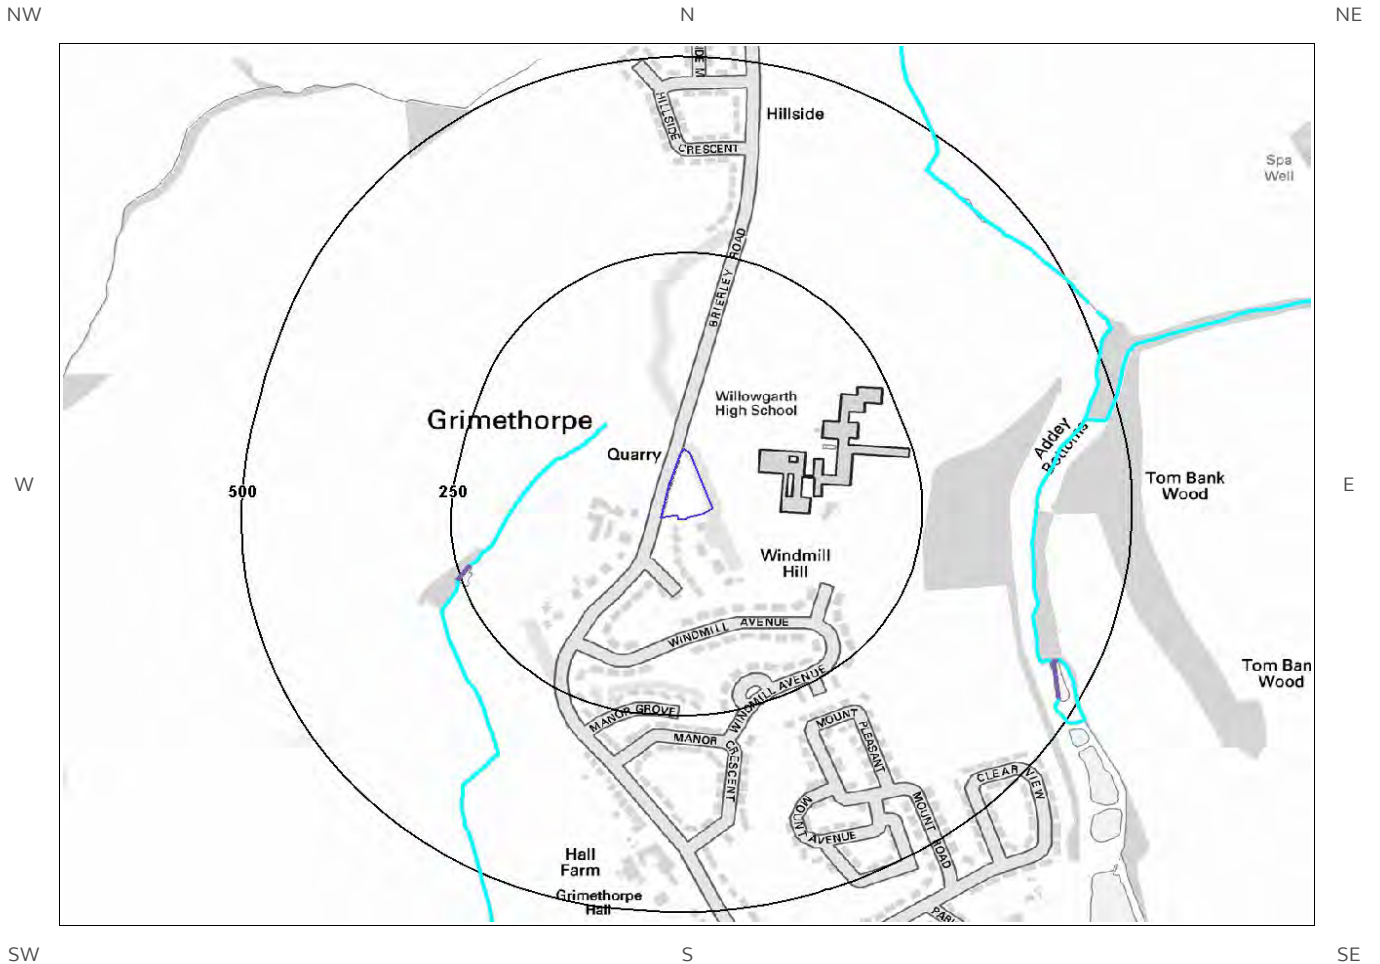 NW
N
NE
IDE M
HILLSIDE
CRESCENT
Hillside
Spa
Well
BRIERLEY ROAD
Willowgarth
High School
Grimethorpe
Quarry
Addey
Bottoms
W
500
250
Tom Bank
Wood
E
Windmill
Hill
WINDMILL AVENUE
WINDMILL AVENUE
Tom Ban
Wood
MANOR GROVE
MANOR
CRESCENT
MOUNT
PLEASANT
CLEAR VIEW
MOUNT
AVENUE
MOUNT
ROAD
Hall
Farm
Grimethorpe
Hall
PARK
SW
S
SE